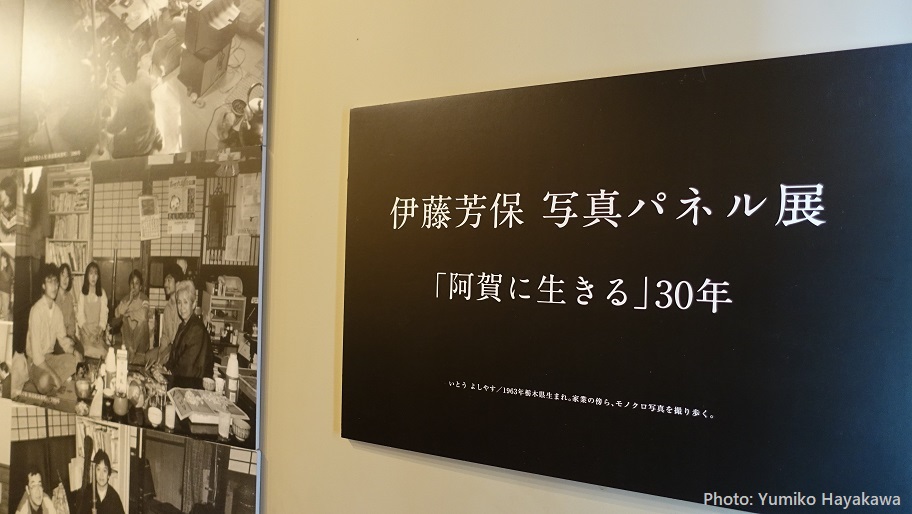 伊藤芳保 写真パネル展
「阿賀に生きる」30年
いとう よしやす／1963年栃木県生まれ。家業の傍ら、モノクロ写真を撮り歩く。
Photo: Yumiko Hayakawa